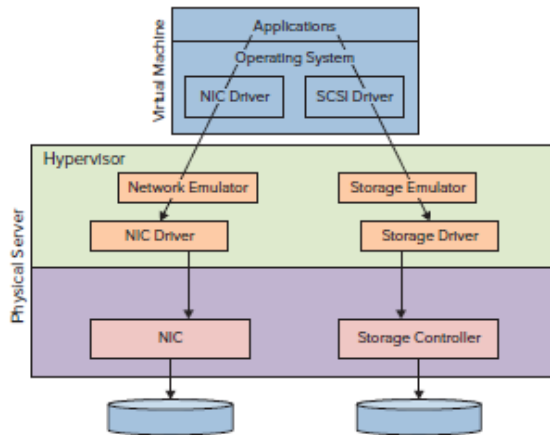 Virtual Machine
Applications
Operating System
NIC Driver
SCSI Driver
Physical Server
Hypervisor
Network Emulator
Storage Emulator
NIC Driver
Storage Driver
NIC
Storage Controller